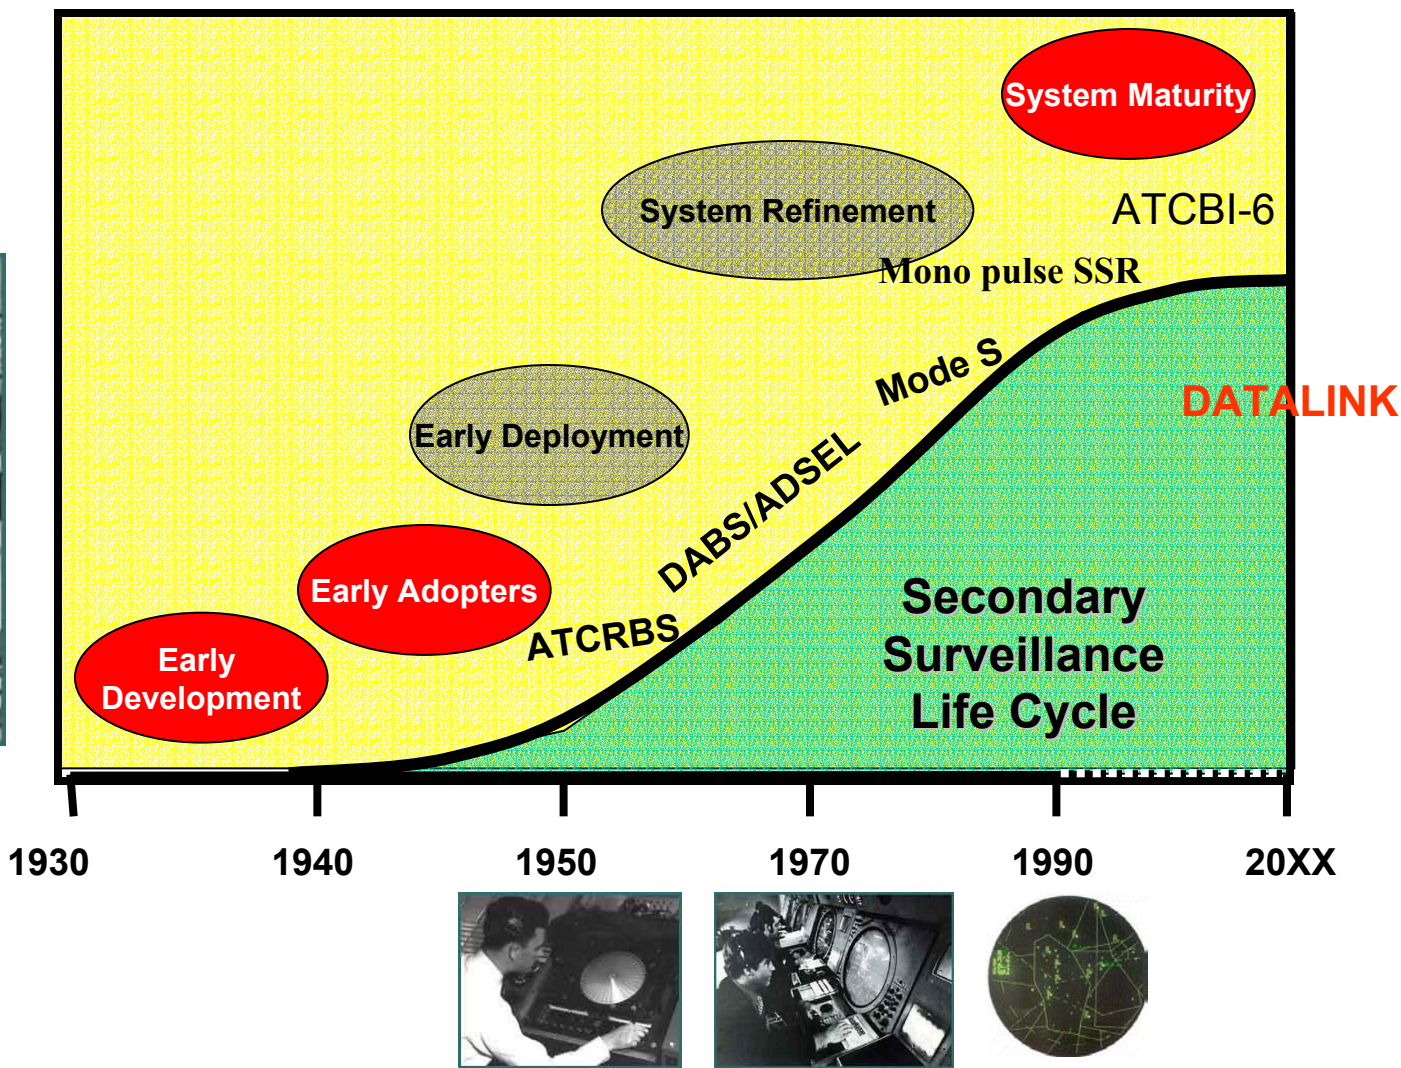 System Maturity
System Refinement
ATCBI-6
Mono pulse SSR
Mode S
DATALINK
Early Deployment
DABS/ADSEL
Early Adopters
ATCRBS
Early
Development
Secondary
Surveillance
Life Cycle
1930 1940 1950 1970 1990 20XX